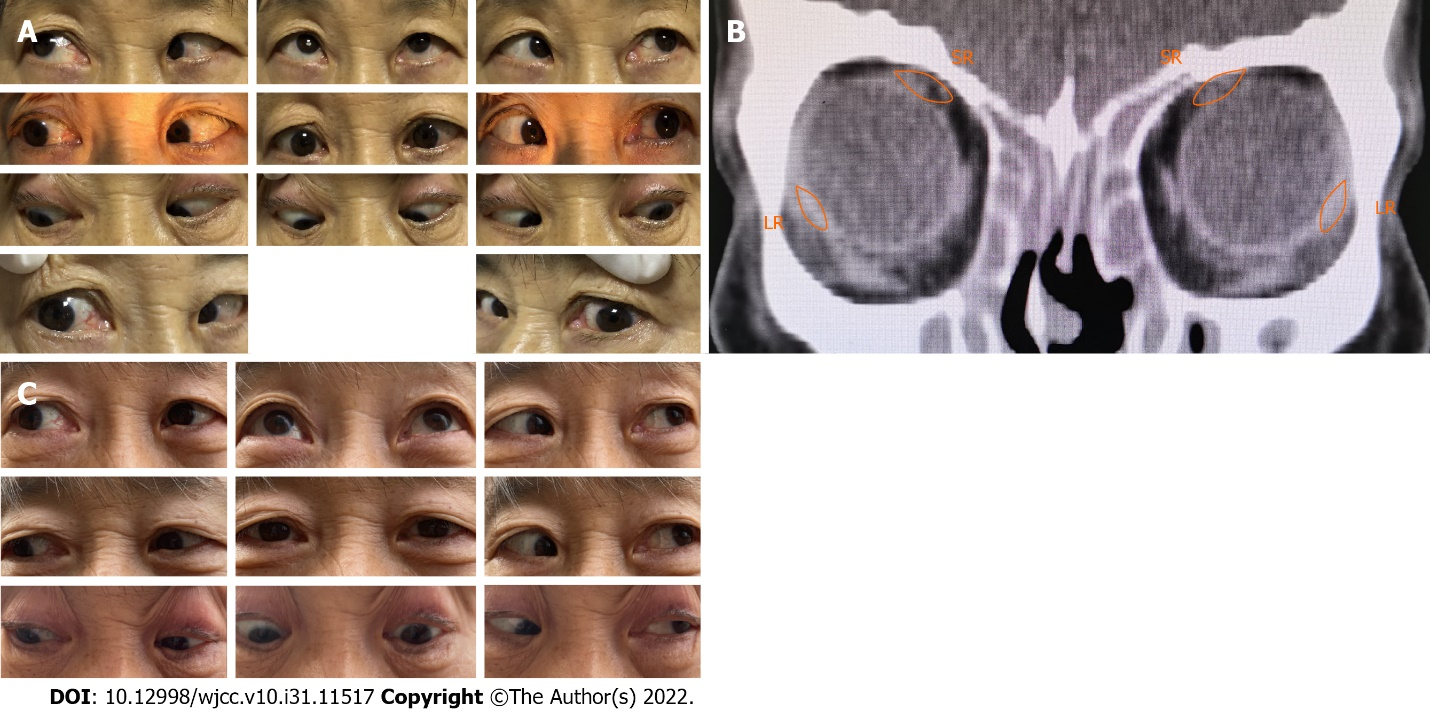 A
B
SR
SR
LR
LR
C
DOI: 10.12998/wjcc.v10.i31.11517 Copyright ©The Author(s) 2022.